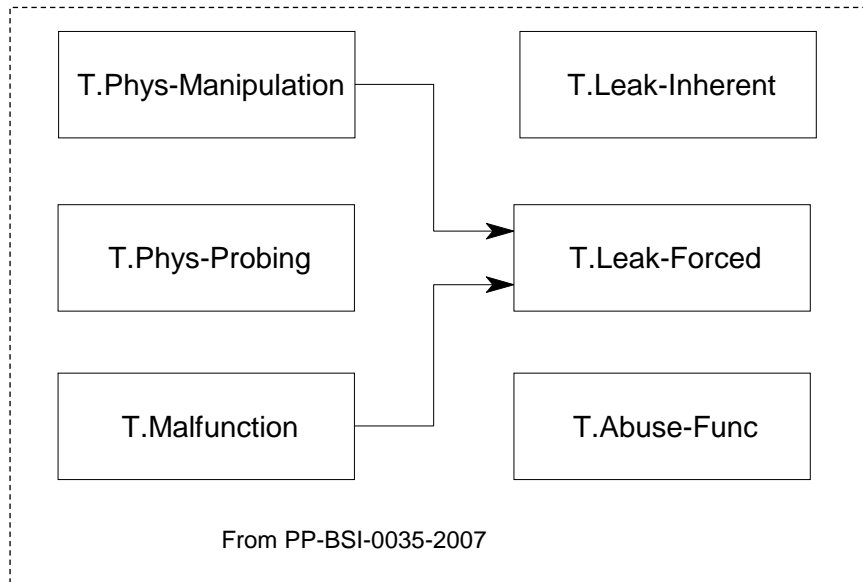 T.Phys-Manipulation
T.Leak-Inherent
T.Phys-Probing
T.Leak-Forced
T.Malfunction
T.Abuse-Func
From PP-BSI-0035-2007